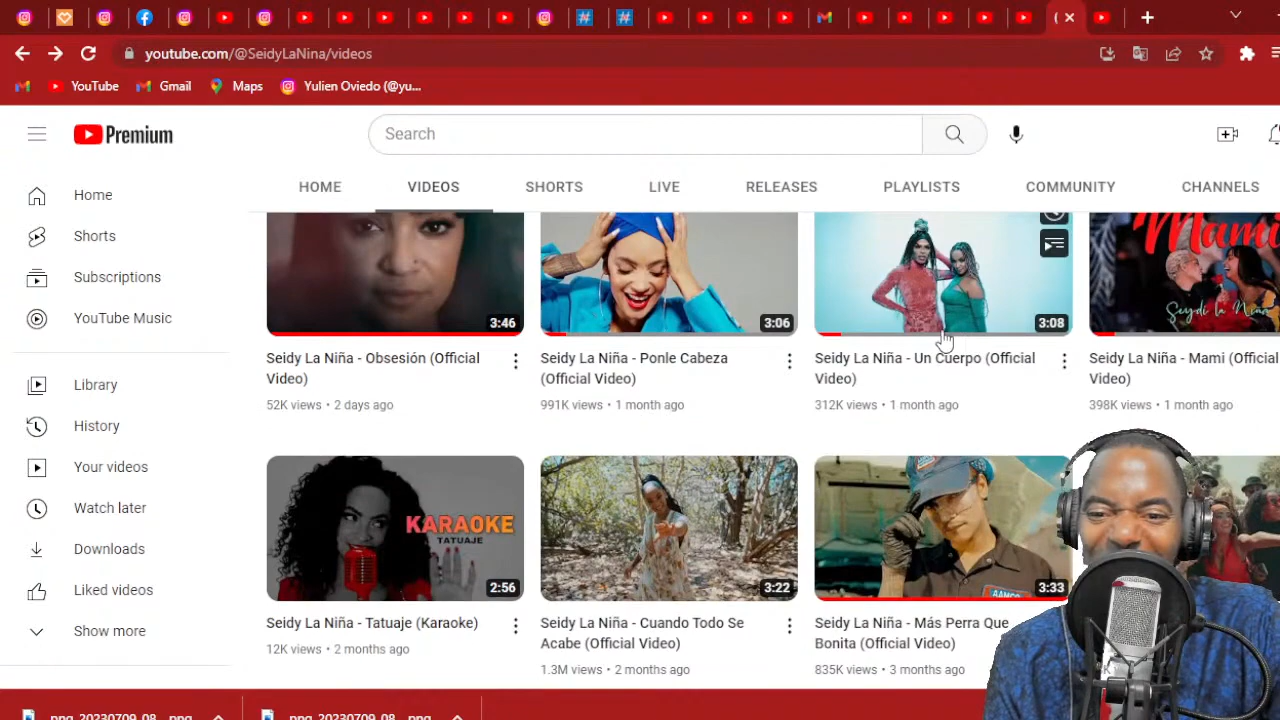 youtube.com/@SeidyLaNina/videos
YouTube
Gmail
Maps
Yulien Oviedo (@yu...
Premium
Search
HOME
VIDEOS
SHORTS
LIVE
RELEASES
PLAYLISTS
COMMUNITY
CHANNELS
Home
Shorts
Subscriptions
YouTube Music
Library
History
Your videos
Watch later
Downloads
Liked videos
Show more
3:46
Seidy La Niña - Obsesión (Official
Video)
52K views • 2 days ago
3:06
Seidy La Niña - Ponle Cabeza
(Official Video)
991K views • 1 month ago
3:08
Seidy La Niña - Un Cuerpo (Official
Video)
312K views • 1 month ago
Mami
Seydi la Niña
Seidy La Niña - Mami (Official
Video)
398K views • 1 month ago
KARAOKE
TATUAJE
2:56
Seidy La Niña - Tatuaje (Karaoke)
12K views • 2 months ago
3:22
Seidy La Niña - Cuando Todo Se
Acabe (Official Video)
1.3M views • 2 months ago
AAMCO
3:33
Seidy La Niña - Más Perra Que
Bonita (Official Video)
835K views • 3 months ago